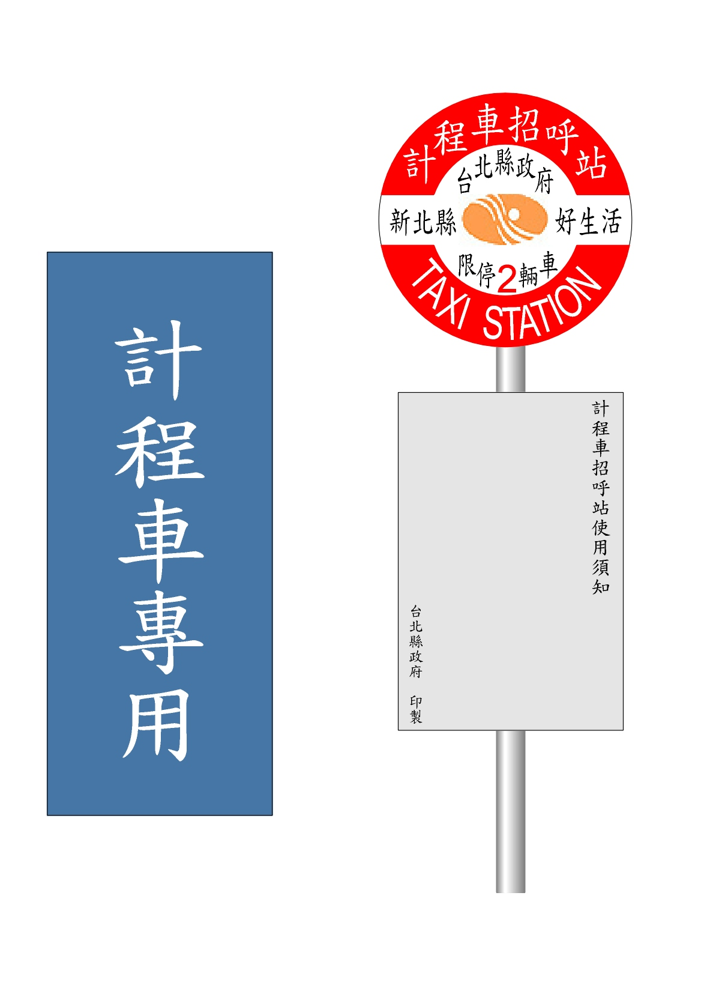 計程車專用
計程車招呼站
台北縣政府
新北縣 好生活
限停2輛車
TAXI STATION
計程車招呼站使用須知
台北縣政府 印製